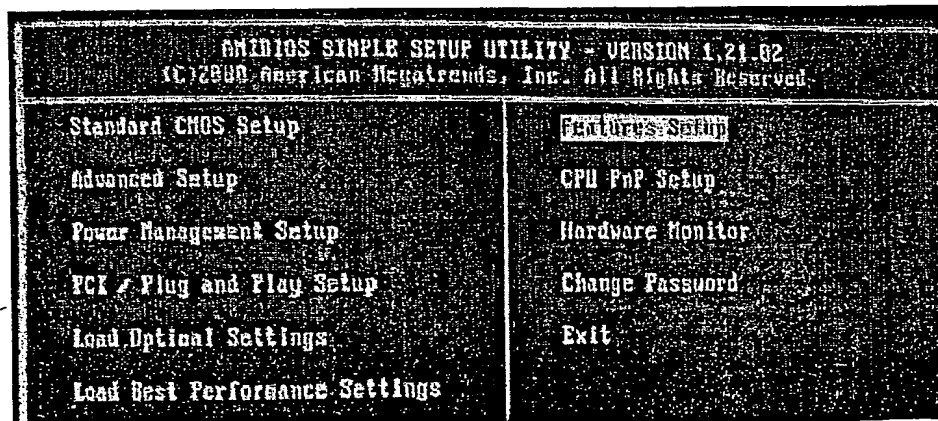 AMIBIOS SIMPLE SETUP UTILITY - VERSION 1.21.02
(C)2000 American Megatrends, Inc. All Rights Reserved
Standard CMOS Setup
Advanced Setup
Power Management Setup
PCI / Plug and Play Setup
Load Optimal Settings
Load Best Performance Settings
Features Setup
CPU PnP Setup
Hardware Monitor
Change Password
Exit